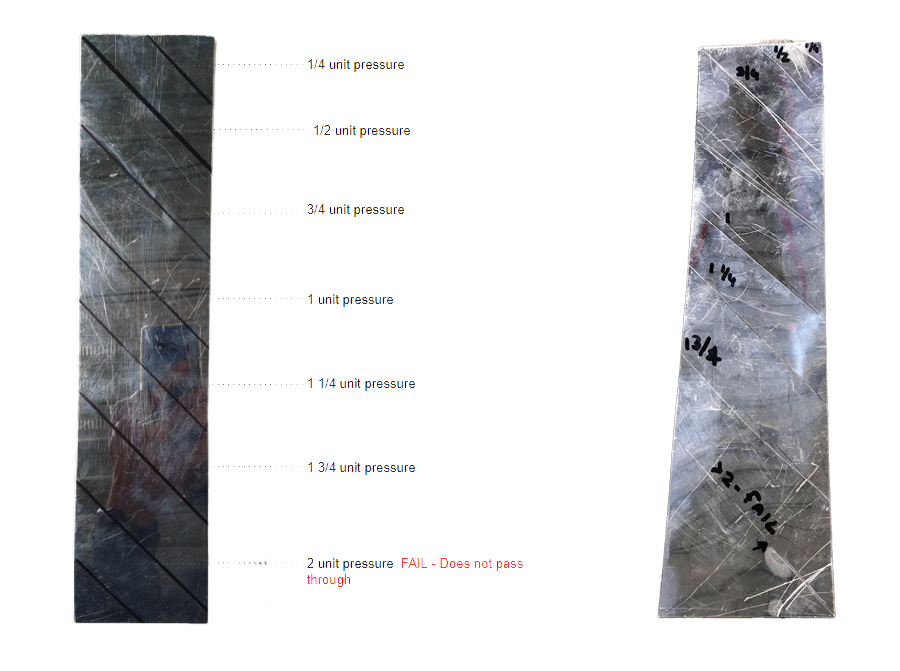 1/4 unit pressure
1/2 unit pressure
3/4 unit pressure
1 unit pressure
1 1/4 unit pressure
1 3/4 unit pressure
2 unit pressure FAIL - Does not pass
through
1/4
1/2
3/4
1
1 1/4
1 3/4
2 - FAIL